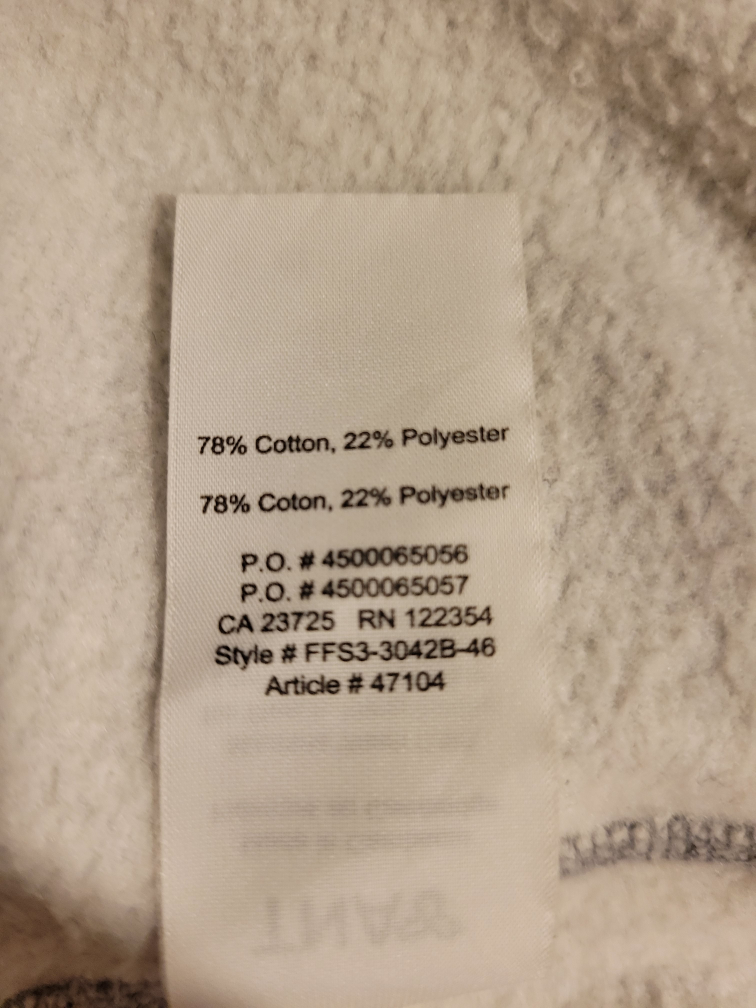 78% Cotton, 22% Polyester
78% Coton, 22% Polyester
P.O. # 4500065056
P.O. # 4500065057
CA 23725 RN 122354
Style # FFS3-3042B-46
Article # 47104